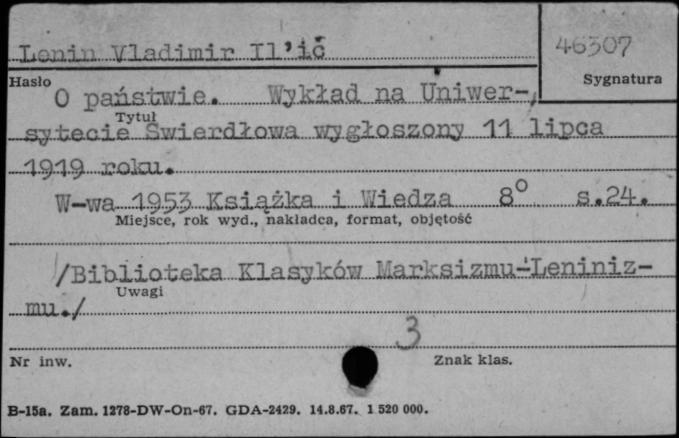 Lenin Vladimir Il'ič
46307
Hasło
Sygnatura
O państwie. Wykład na Uniwer-
Tytuł
sytecie Swierdłowa wygłoszony 11 lipca
1919 roku.
W-wa 1953 Książka i Wiedza 8° s.24.
Miejsce, rok wyd., nakładca, format, objętość
/Biblioteka Klasyków Marksizmu-Leniniz-
Uwagi
mu./
3
Nr inw.
Znak klas.
B-15a. Zam. 1278-DW-On-67. GDA-2429. 14.8.67. 1 520 000.